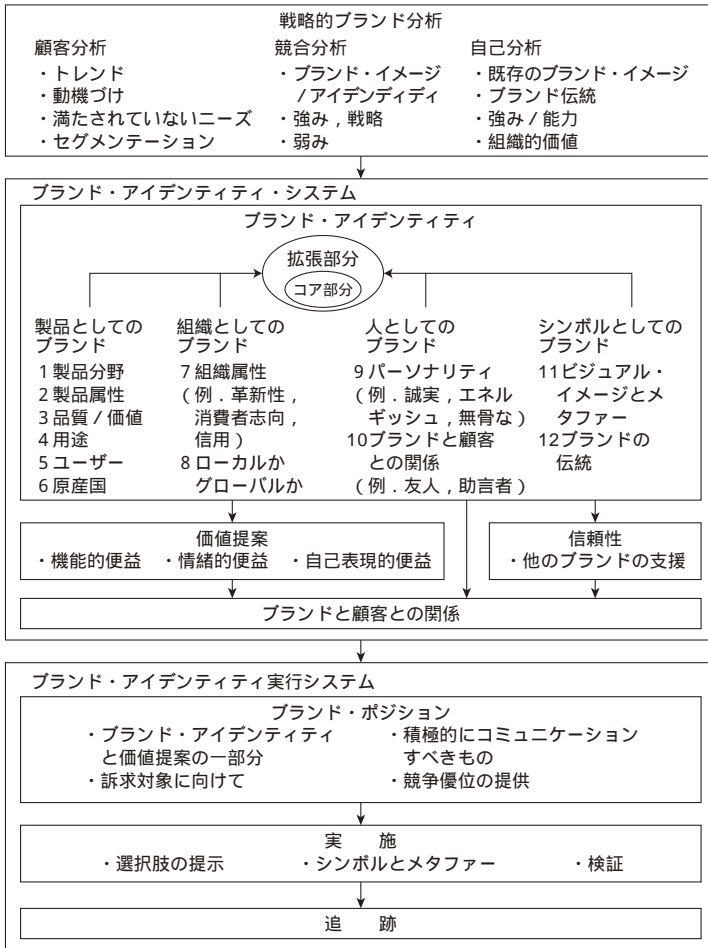 戦略的ブランド分析
顧客分析
・トレンド
・動機づけ
・満たされていないニーズ
・セグメンテーション
競合分析
・ブランド・イメージ
/アイデンディディ
・強み，戦略
・弱み
自己分析
・既存のブランド・イメージ
・ブランド伝統
・強み/能力
・組織的価値
ブランド・アイデンティティ・システム
ブランド・アイデンティティ
拡張部分
コア部分
製品としての
ブランド
1 製品分野
2 製品属性
3 品質/価値
4 用途
5 ユーザー
6 原産国
組織としての
ブランド
7 組織属性
（例．革新性，
消費者志向，
信用）
8 ローカルか
グローバルか
人としての
ブランド
9 パーソナリティ
（例．誠実，エネル
ギッシュ，無骨な）
10 ブランドと顧客
との関係
（例．友人，助言者）
シンボルとしての
ブランド
11 ビジュアル・
イメージとメ
タファー
12 ブランドの
伝統
価値提案
・機能的便益 ・情緒的便益 ・自己表現的便益
信頼性
・他のブランドの支援
ブランドと顧客との関係
ブランド・アイデンティティ実行システム
ブランド・ポジション
・ブランド・アイデンティティ
と価値提案の一部分
・訴求対象に向けて
・積極的にコミュニケーション
すべきもの
・競争優位の提供
実 施
・選択肢の提示 ・シンボルとメタファー ・検証
追 跡